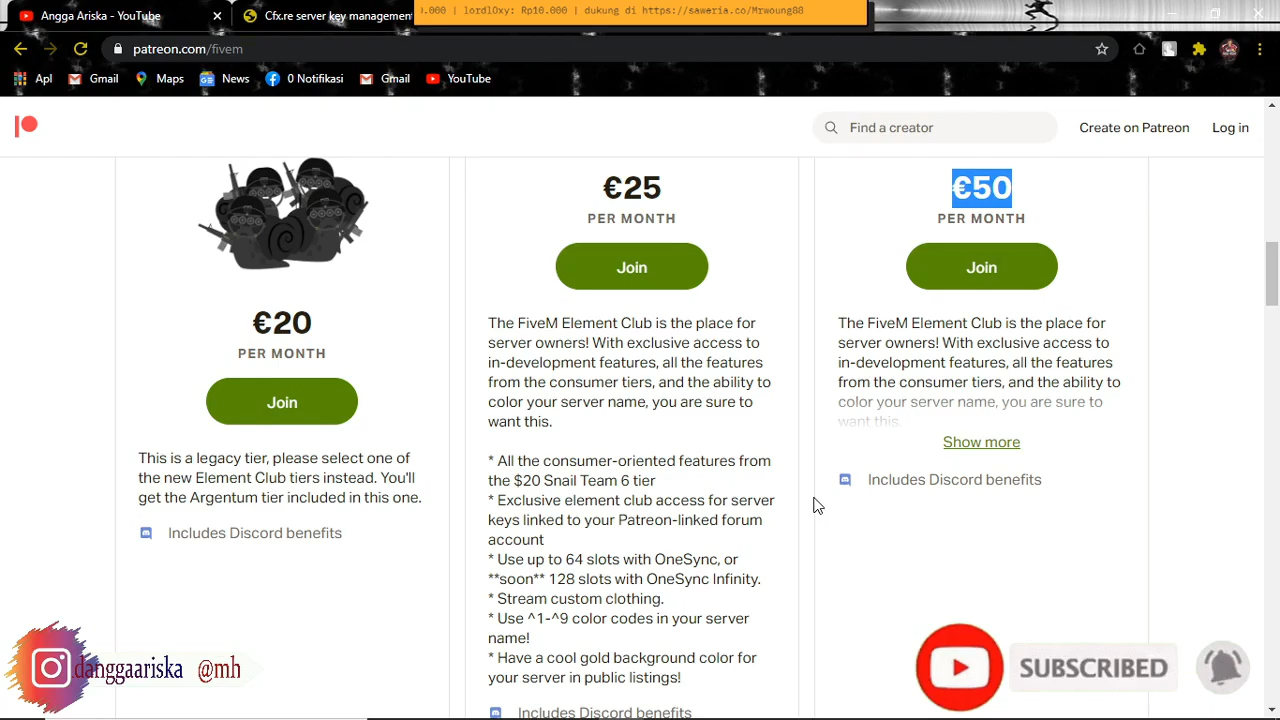 Angga Ariska - YouTube
Cfx.re server key management
0.000 | lordlOxy: Rp10.000 | dukung di https://saweria.co/Mrwoung88
patreon.com/fivem
Apl
Gmail
Maps
News
0 Notifikasi
Gmail
YouTube
Find a creator
Create on Patreon
Log in
€20
PER MONTH
Join
This is a legacy tier, please select one of
the new Element Club tiers instead. You'll
get the Argentum tier included in this one.
Includes Discord benefits
€25
PER MONTH
Join
The FiveM Element Club is the place for
server owners! With exclusive access to
in-development features, all the features
from the consumer tiers, and the ability to
color your server name, you are sure to
want this.
* All the consumer-oriented features from
the $20 Snail Team 6 tier
* Exclusive element club access for server
keys linked to your Patreon-linked forum
account
* Use up to 64 slots with OneSync, or
**soon** 128 slots with OneSync Infinity.
* Stream custom clothing.
* Use ^1-^9 color codes in your server
name!
* Have a cool gold background color for
your server in public listings!
Includes Discord benefits
€50
PER MONTH
Join
The FiveM Element Club is the place for
server owners! With exclusive access to
in-development features, all the features
from the consumer tiers, and the ability to
color your server name, you are sure to
want this.
Show more
Includes Discord benefits
danggaariska @mh
SUBSCRIBED